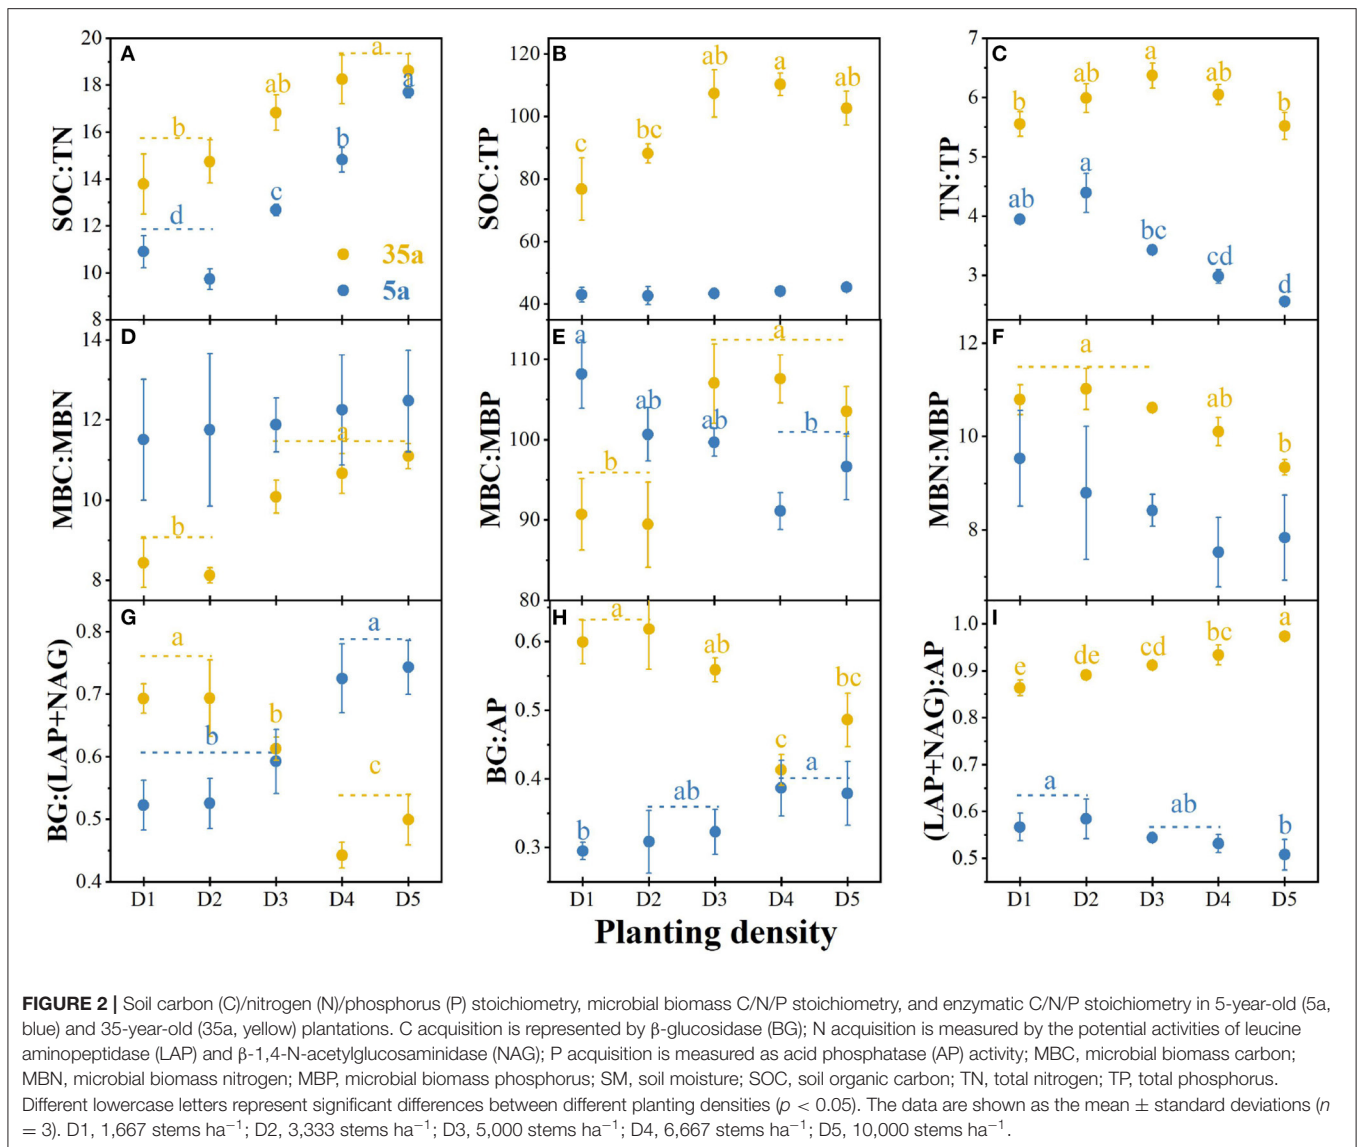 A
SOC:TN
20
18
16
14
12
10
8
b
d
ab
c
a
b
a
35a
5a
B
SOC:TP
120
100
80
60
40
c
bc
ab
a
ab
C
TN:TP
7
6
5
4
3
b
ab
a
ab
b
ab
a
bc
cd
d
D
MBC:MBN
14
12
10
8
b
a
E
MBC:MBP
110
100
90
80
a
ab
ab
b
b
a
F
MBN:MBP
12
10
8
a
ab
b
G
BG:(LAP+NAG)
0.8
0.7
0.6
0.5
0.4
a
b
b
a
c
D1 D2 D3 D4 D5
H
BG:AP
0.6
0.5
0.4
0.3
a
ab
c
bc
b
ab
a
D1 D2 D3 D4 D5
I
(LAP+NAG):AP
1.0
0.9
0.8
0.7
0.6
0.5
e
de
cd
bc
a
a
ab
b
D1 D2 D3 D4 D5
Planting density
FIGURE 2 | Soil carbon (C)/nitrogen (N)/phosphorus (P) stoichiometry, microbial biomass C/N/P stoichiometry, and enzymatic C/N/P stoichiometry in 5-year-old (5a,
blue) and 35-year-old (35a, yellow) plantations. C acquisition is represented by β-glucosidase (BG); N acquisition is measured by the potential activities of leucine
aminopeptidase (LAP) and β-1,4-N-acetylglucosaminidase (NAG); P acquisition is measured as acid phosphatase (AP) activity; MBC, microbial biomass carbon;
MBN, microbial biomass nitrogen; MBP, microbial biomass phosphorus; SM, soil moisture; SOC, soil organic carbon; TN, total nitrogen; TP, total phosphorus.
Different lowercase letters represent significant differences between different planting densities (p < 0.05). The data are shown as the mean ± standard deviations (n
= 3). D1, 1,667 stems ha⁻¹; D2, 3,333 stems ha⁻¹; D3, 5,000 stems ha⁻¹; D4, 6,667 stems ha⁻¹; D5, 10,000 stems ha⁻¹.